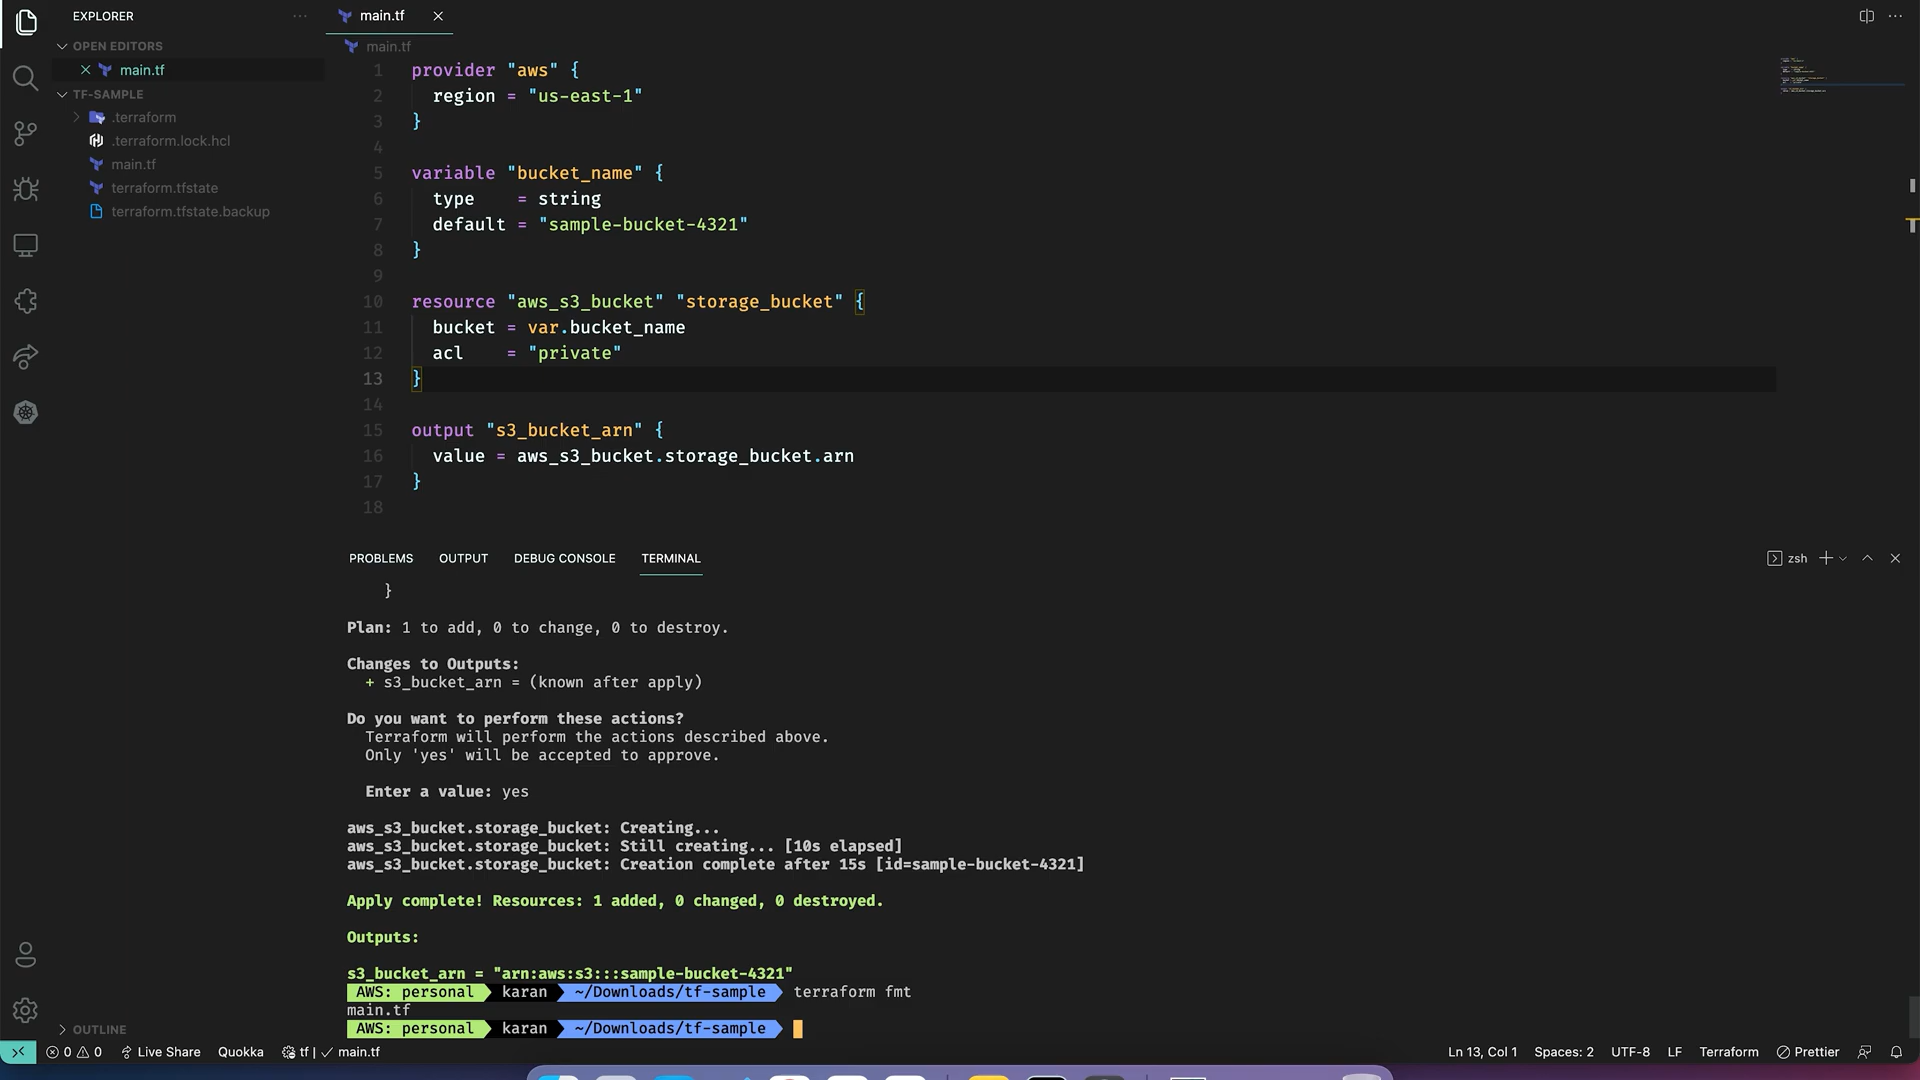 EXPLORER
OPEN EDITORS
main.tf
TF-SAMPLE
.terraform
.terraform.lock.hcl
main.tf
terraform.tfstate
terraform.tfstate.backup
OUTLINE
main.tf
main.tf
1 provider "aws" {
2   region = "us-east-1"
3 }
4
5 variable "bucket_name" {
6   type    = string
7   default = "sample-bucket-4321"
8 }
9
10 resource "aws_s3_bucket" "storage_bucket" {
11   bucket = var.bucket_name
12   acl    = "private"
13 }
14
15 output "s3_bucket_arn" {
16   value = aws_s3_bucket.storage_bucket.arn
17 }
18
PROBLEMS OUTPUT DEBUG CONSOLE TERMINAL zsh
}
Plan: 1 to add, 0 to change, 0 to destroy.
Changes to Outputs:
+ s3_bucket_arn = (known after apply)
Do you want to perform these actions?
Terraform will perform the actions described above.
Only 'yes' will be accepted to approve.
Enter a value: yes
aws_s3_bucket.storage_bucket: Creating...
aws_s3_bucket.storage_bucket: Still creating... [10s elapsed]
aws_s3_bucket.storage_bucket: Creation complete after 15s [id=sample-bucket-4321]
Apply complete! Resources: 1 added, 0 changed, 0 destroyed.
Outputs:
s3_bucket_arn = "arn:aws:s3:::sample-bucket-4321"
AWS: personal karan ~/Downloads/tf-sample terraform fmt
main.tf
AWS: personal karan ~/Downloads/tf-sample
0 0 Live Share Quokka tf | ✓ main.tf Ln 13, Col 1 Spaces: 2 UTF-8 LF Terraform Prettier